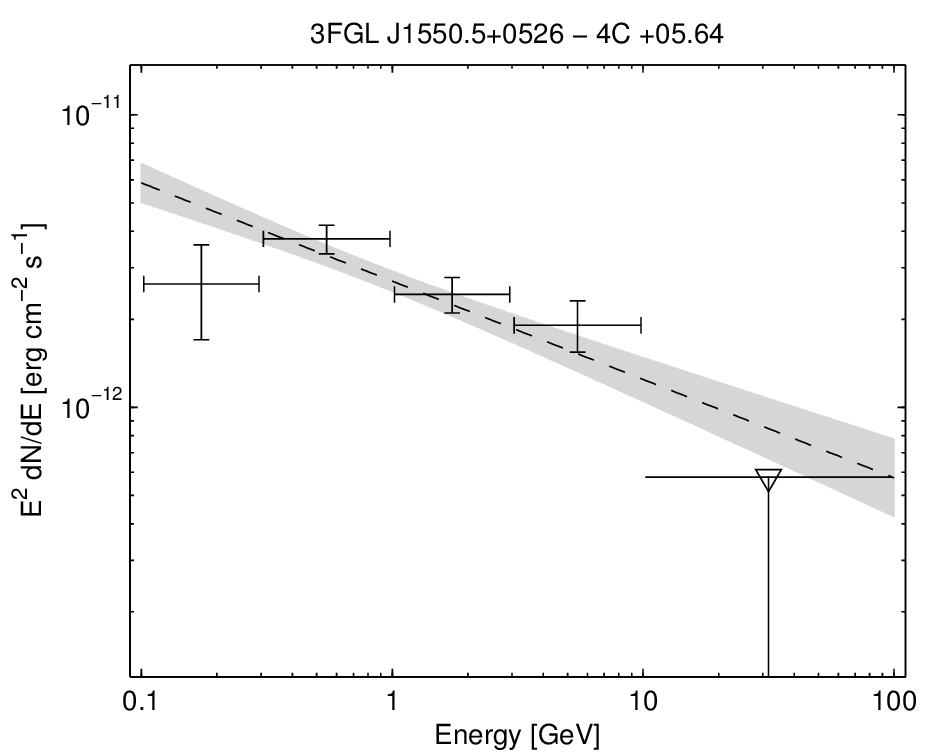 3FGL J1550.5+0526 − 4C +05.64
10⁻¹¹
10⁻¹²
E² dN/dE [erg cm⁻² s⁻¹]
0.1 1 10 100
Energy [GeV]